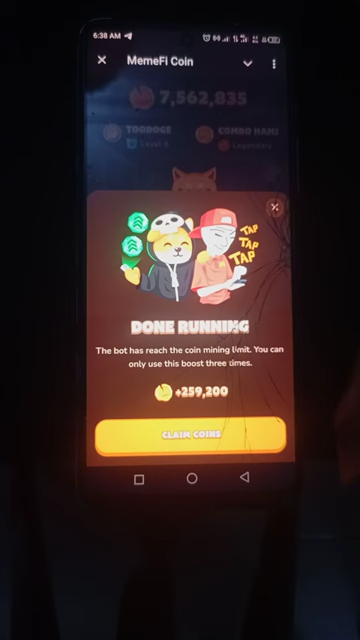 6:38 AM
MemeFi Coin
7,562,835
TOODOGE
COMBO HAMS
Level 6
Legendary
TAP
TAP
TAP
DONE RUNNING
The bot has reach the coin mining limit. You can
only use this boost three times.
+259,200
CLAIM COINS